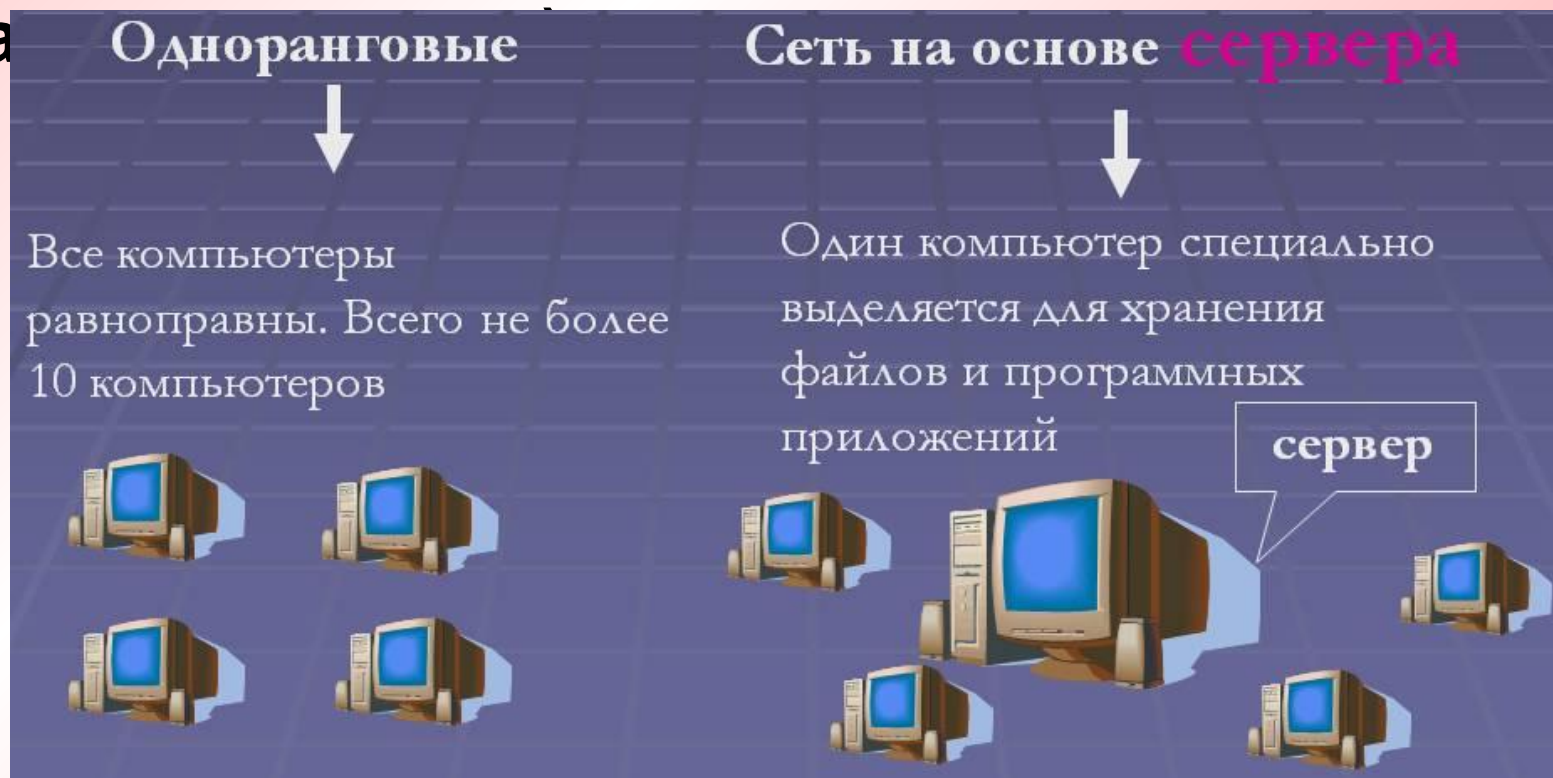 Одноранговые
Все компьютеры
равноправны. Всего не более
10 компьютеров
Сеть на основе сервера
Один компьютер специально
выделяется для хранения
файлов и программных
приложений
сервер